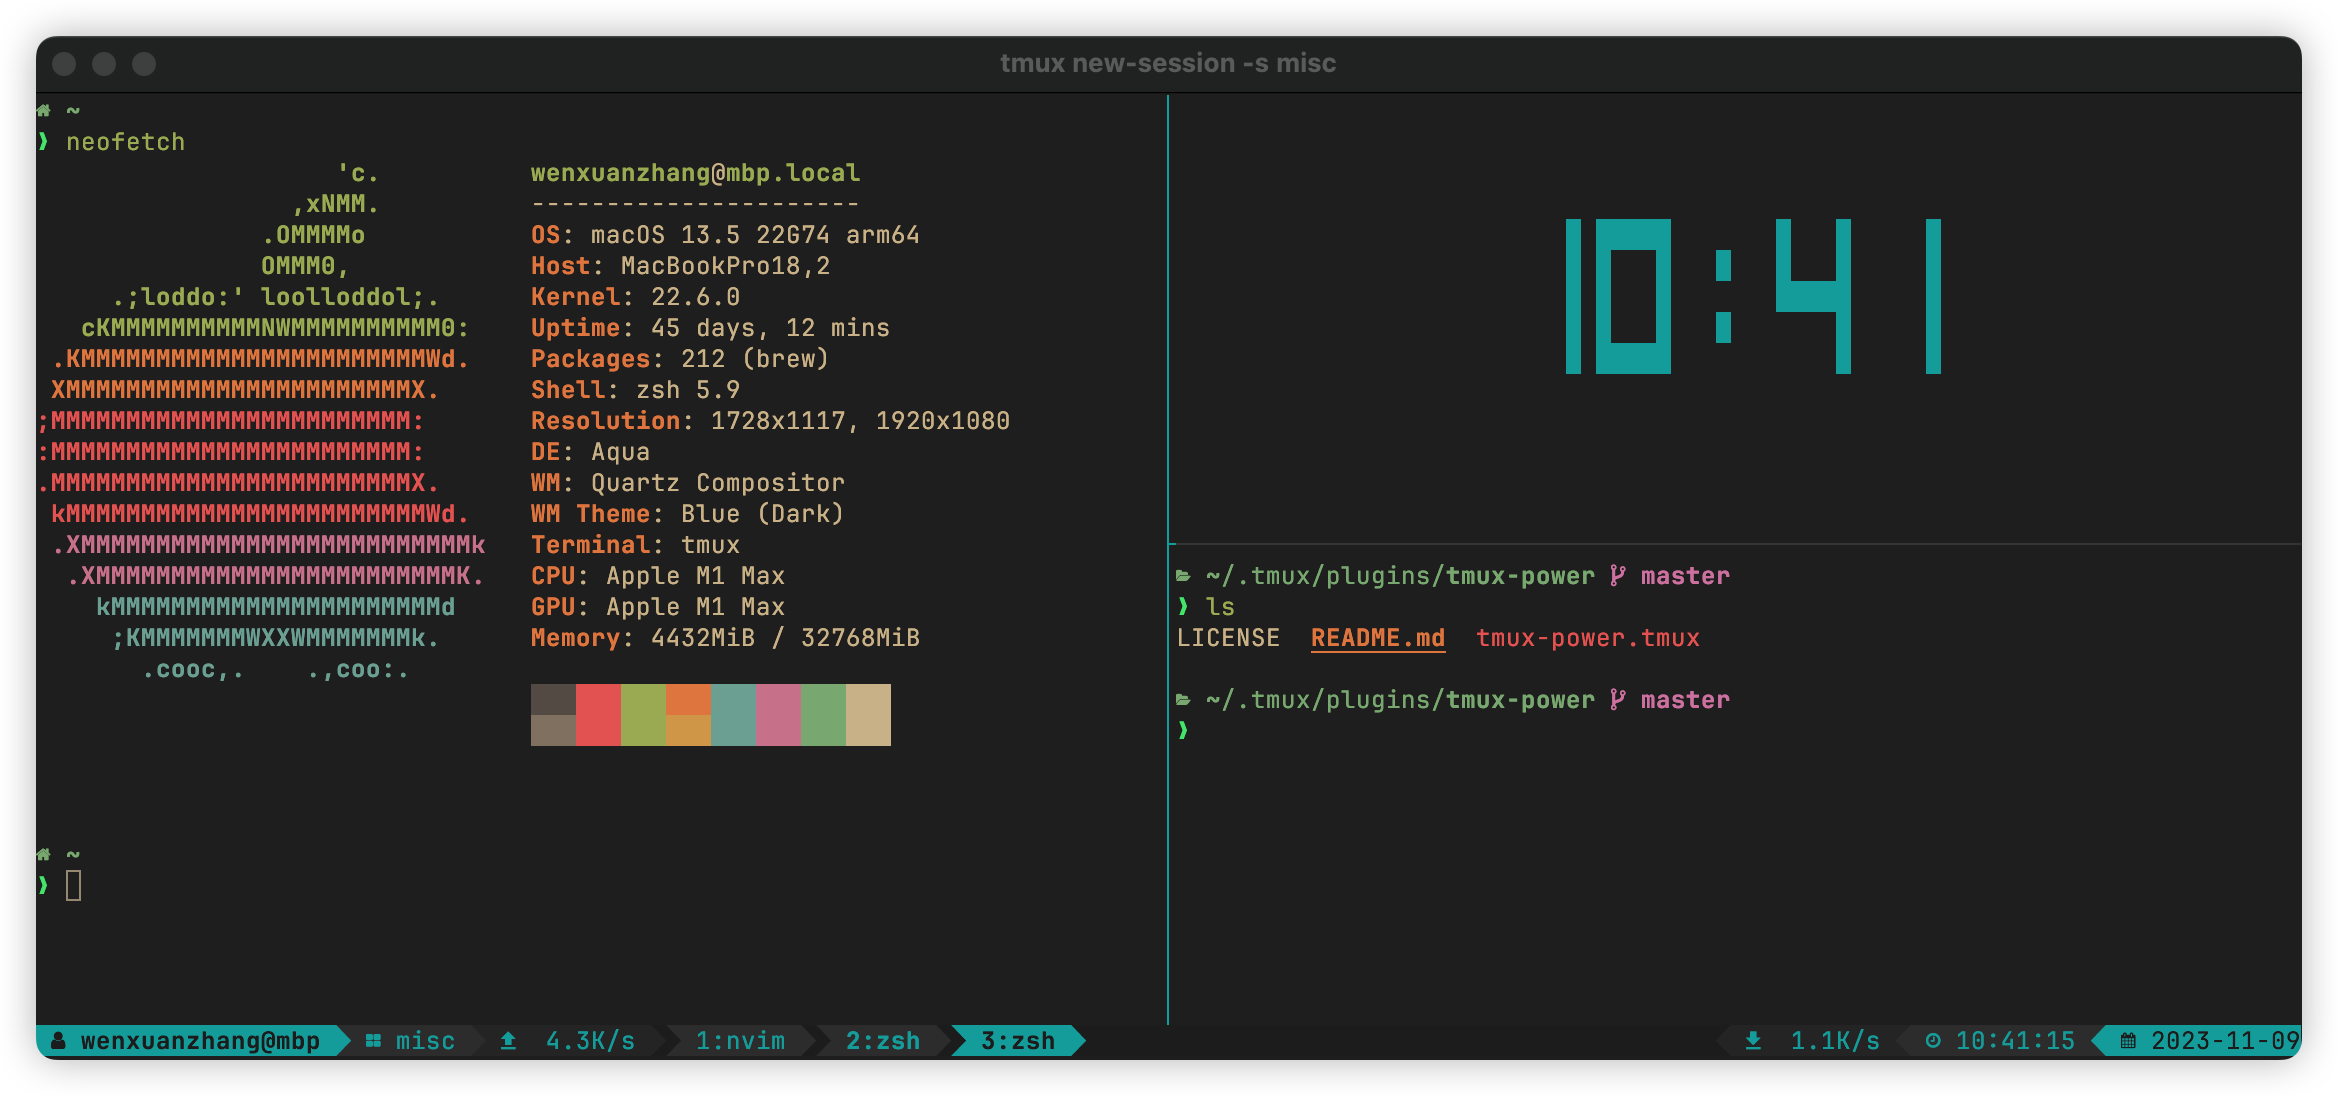 tmux new-session -s misc
~
❱ neofetch
'c.
,xNMM.
.OMMMMo
OMMM0,
.;loddo:' loolloddol;.
cKMMMMMMMMMMNWMMMMMMMMMM0:
.KMMMMMMMMMMMMMMMMMMMMMMMWd.
XMMMMMMMMMMMMMMMMMMMMMMMX.
;MMMMMMMMMMMMMMMMMMMMMMMM:
:MMMMMMMMMMMMMMMMMMMMMMMM:
.MMMMMMMMMMMMMMMMMMMMMMMMX.
kMMMMMMMMMMMMMMMMMMMMMMMMWd.
.XMMMMMMMMMMMMMMMMMMMMMMMMMMk
.XMMMMMMMMMMMMMMMMMMMMMMMMK.
kMMMMMMMMMMMMMMMMMMMMMMd
;KMMMMMMMWXXWMMMMMMMk.
.cooc,. .,coo:.
wenxuanzhang@mbp.local
----------------------
OS: macOS 13.5 22G74 arm64
Host: MacBookPro18,2
Kernel: 22.6.0
Uptime: 45 days, 12 mins
Packages: 212 (brew)
Shell: zsh 5.9
Resolution: 1728x1117, 1920x1080
DE: Aqua
WM: Quartz Compositor
WM Theme: Blue (Dark)
Terminal: tmux
CPU: Apple M1 Max
GPU: Apple M1 Max
Memory: 4432MiB / 32768MiB
~
❱
10:41
~/.tmux/plugins/tmux-power master
❱ ls
LICENSE README.md tmux-power.tmux
~/.tmux/plugins/tmux-power master
❱
wenxuanzhang@mbp misc 4.3K/s 1:nvim 2:zsh 3:zsh 1.1K/s 10:41:15 2023-11-09